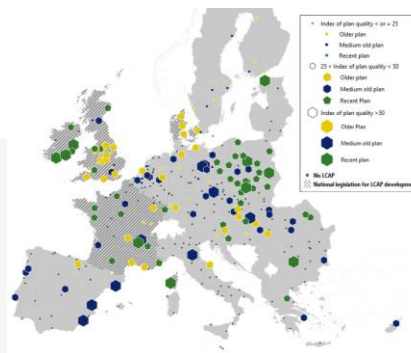 Index of plan quality < or = 25
Older plan
Medium old plan
Recent plan
25 < Index of plan quality < 50
Older plan
Medium old plan
Recent Plan
Index of plan quality >50
Older Plan
Medium old plan
Recent plan
No LCAP
National legislation for LCAP development